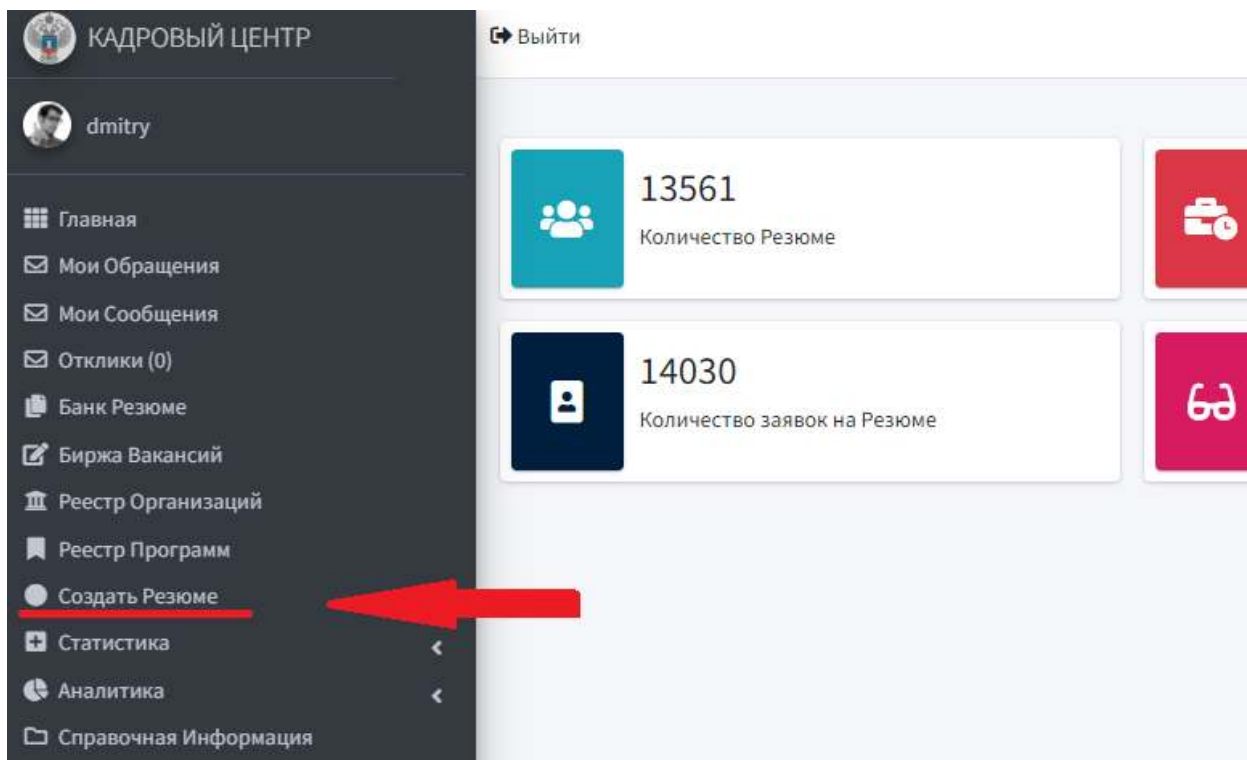 КАДРОВЫЙ ЦЕНТР
Выйти
dmitry
Главная
Мои Обращения
Мои Сообщения
Отклики (0)
Банк Резюме
Биржа Вакансий
Реестр Организаций
Реестр Программ
Создать Резюме
Статистика
Аналитика
Справочная Информация
13561
Количество Резюме
14030
Количество заявок на Резюме